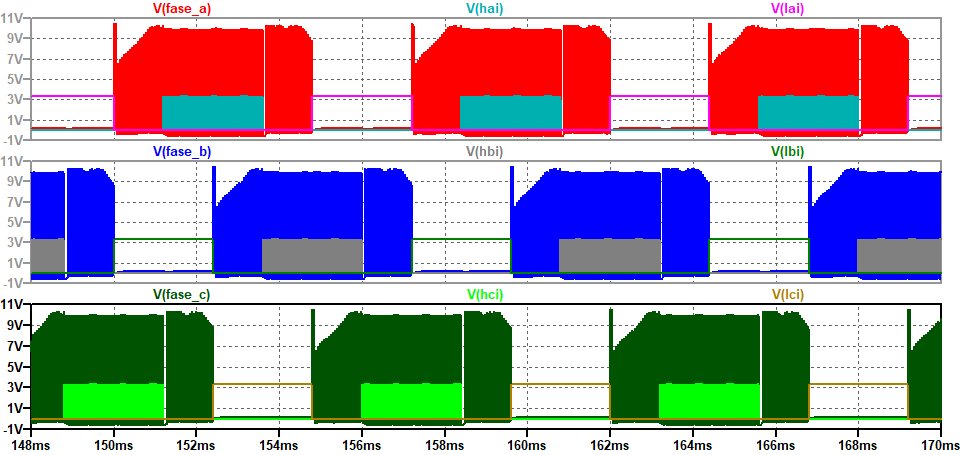 V(fase_a) V(hai) V(lai)
11V
9V
7V
5V
3V
1V
-1V
V(fase_b) V(hbi) V(lbi)
11V
9V
7V
5V
3V
1V
-1V
V(fase_c) V(hci) V(lci)
11V
9V
7V
5V
3V
1V
-1V
148ms 150ms 152ms 154ms 156ms 158ms 160ms 162ms 164ms 166ms 168ms 170ms